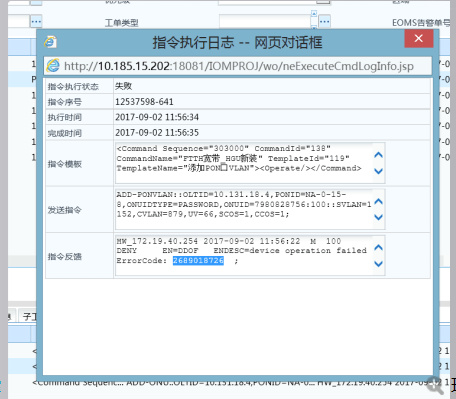 工单类型
EOMS告警单号
指令执行日志 -- 网页对话框
http://10.185.15.202:18081/IOMPROJ/wo/neExecuteCmdLogInfo.jsp
指令执行状态 失败
指令序号 12537598-641
执行时间 2017-09-02 11:56:34
完成时间 2017-09-02 11:56:35
指令模板
<Command Sequence="303000" CommandId="138"
CommandName="FTTH宽带_HGU新装" TemplateId="119"
TemplateName="添加PON口VLAN"><Operate/></Command>
发送指令
ADD-PONVLAN::OLTID=10.131.18.4,PONID=NA-0-15-
8,ONUIDTYPE=PASSWORD,ONUID=7980828756:100::SVLAN=1
152,CVLAN=879,UV=66,SCOS=1,CCOS=1;
指令反馈
HW_172.19.40.254 2017-09-02 11:56:22 M 100
DENY EN=DDOF ENDESC=device operation failed
ErrorCode: 2689018726 ;
子工
<Command Sequenc... ADD-ONU::OLTID=10.131.18.4,PONID=NA-0... HW_172.19.40.254 2017-09-02 1